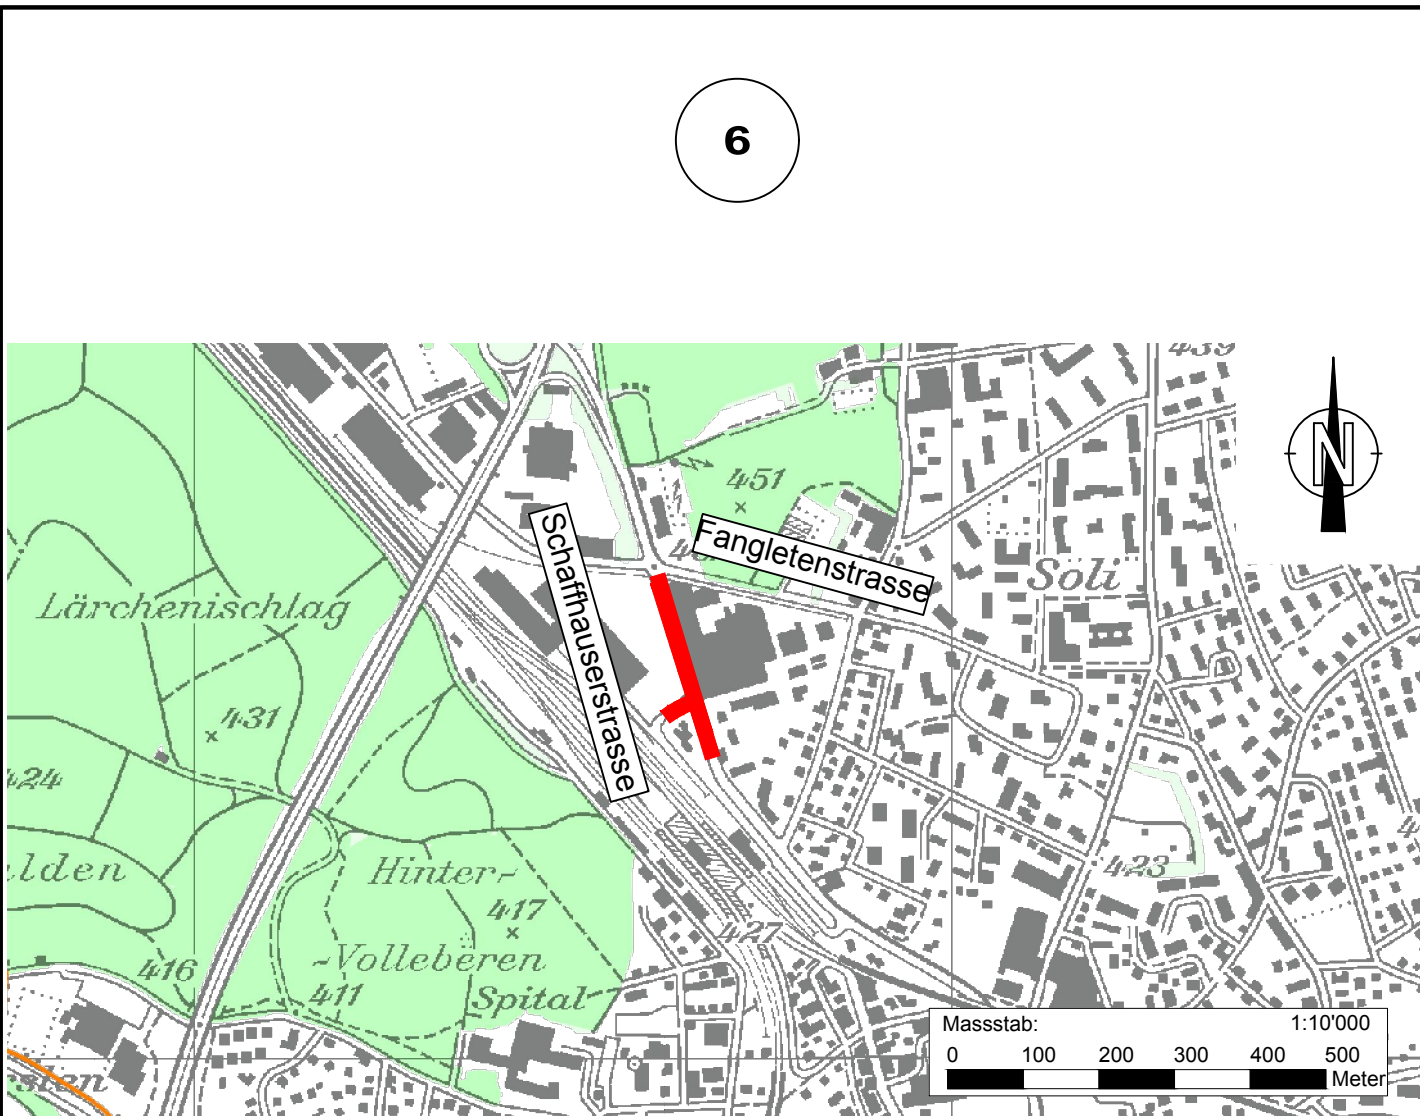 6
439
N
451
Fangletenstrasse
Schaffhauserstrasse
Soli
Lärchenischlag
431
424
lden
Hinter-
417
423
427
-Volleberen
416
411
Spital
Massstab: 1:10'000
0 100 200 300 400 500
Meter